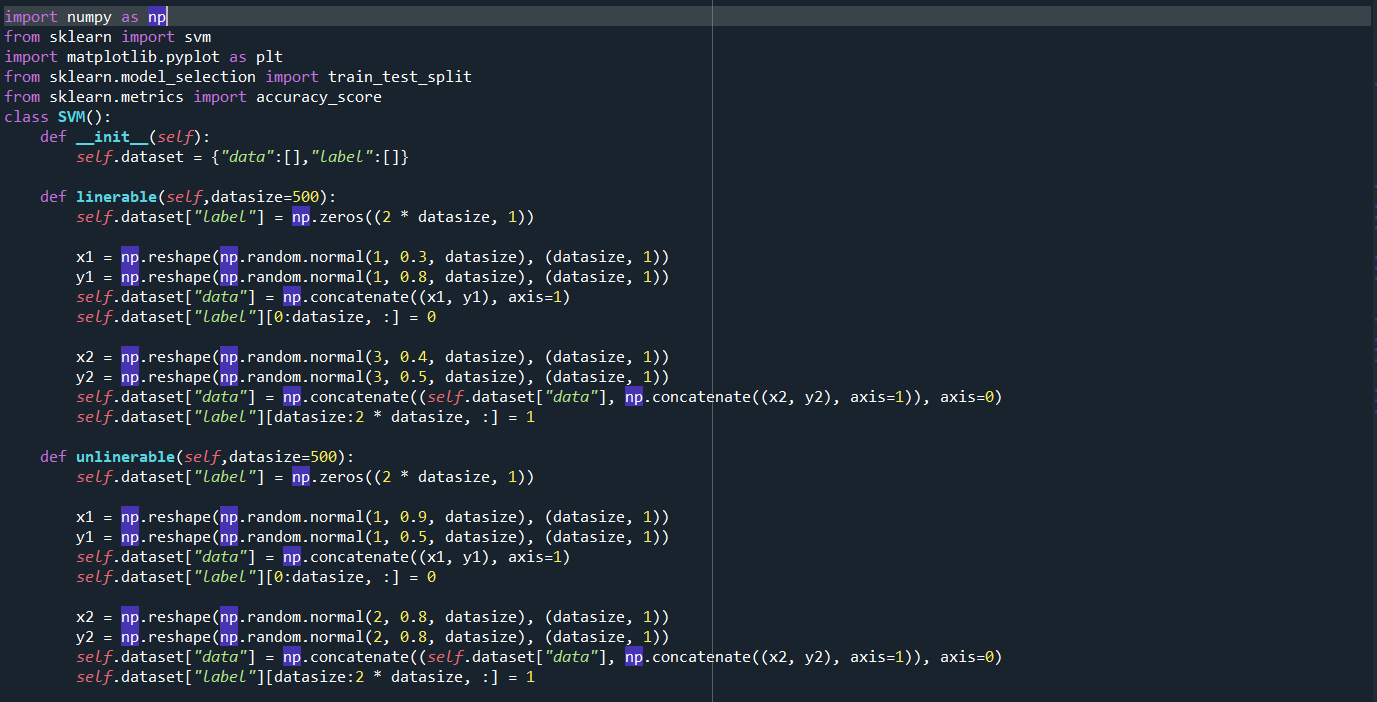 import numpy as np
from sklearn import svm
import matplotlib.pyplot as plt
from sklearn.model_selection import train_test_split
from sklearn.metrics import accuracy_score
class SVM():
    def __init__(self):
        self.dataset = {"data":[],"label":[]}

    def linerable(self,datasize=500):
        self.dataset["label"] = np.zeros((2 * datasize, 1))

        x1 = np.reshape(np.random.normal(1, 0.3, datasize), (datasize, 1))
        y1 = np.reshape(np.random.normal(1, 0.8, datasize), (datasize, 1))
        self.dataset["data"] = np.concatenate((x1, y1), axis=1)
        self.dataset["label"][0:datasize, :] = 0

        x2 = np.reshape(np.random.normal(3, 0.4, datasize), (datasize, 1))
        y2 = np.reshape(np.random.normal(3, 0.5, datasize), (datasize, 1))
        self.dataset["data"] = np.concatenate((self.dataset["data"], np.concatenate((x2, y2), axis=1)), axis=0)
        self.dataset["label"][datasize:2 * datasize, :] = 1

    def unlinerable(self,datasize=500):
        self.dataset["label"] = np.zeros((2 * datasize, 1))

        x1 = np.reshape(np.random.normal(1, 0.9, datasize), (datasize, 1))
        y1 = np.reshape(np.random.normal(1, 0.5, datasize), (datasize, 1))
        self.dataset["data"] = np.concatenate((x1, y1), axis=1)
        self.dataset["label"][0:datasize, :] = 0

        x2 = np.reshape(np.random.normal(2, 0.8, datasize), (datasize, 1))
        y2 = np.reshape(np.random.normal(2, 0.8, datasize), (datasize, 1))
        self.dataset["data"] = np.concatenate((self.dataset["data"], np.concatenate((x2, y2), axis=1)), axis=0)
        self.dataset["label"][datasize:2 * datasize, :] = 1